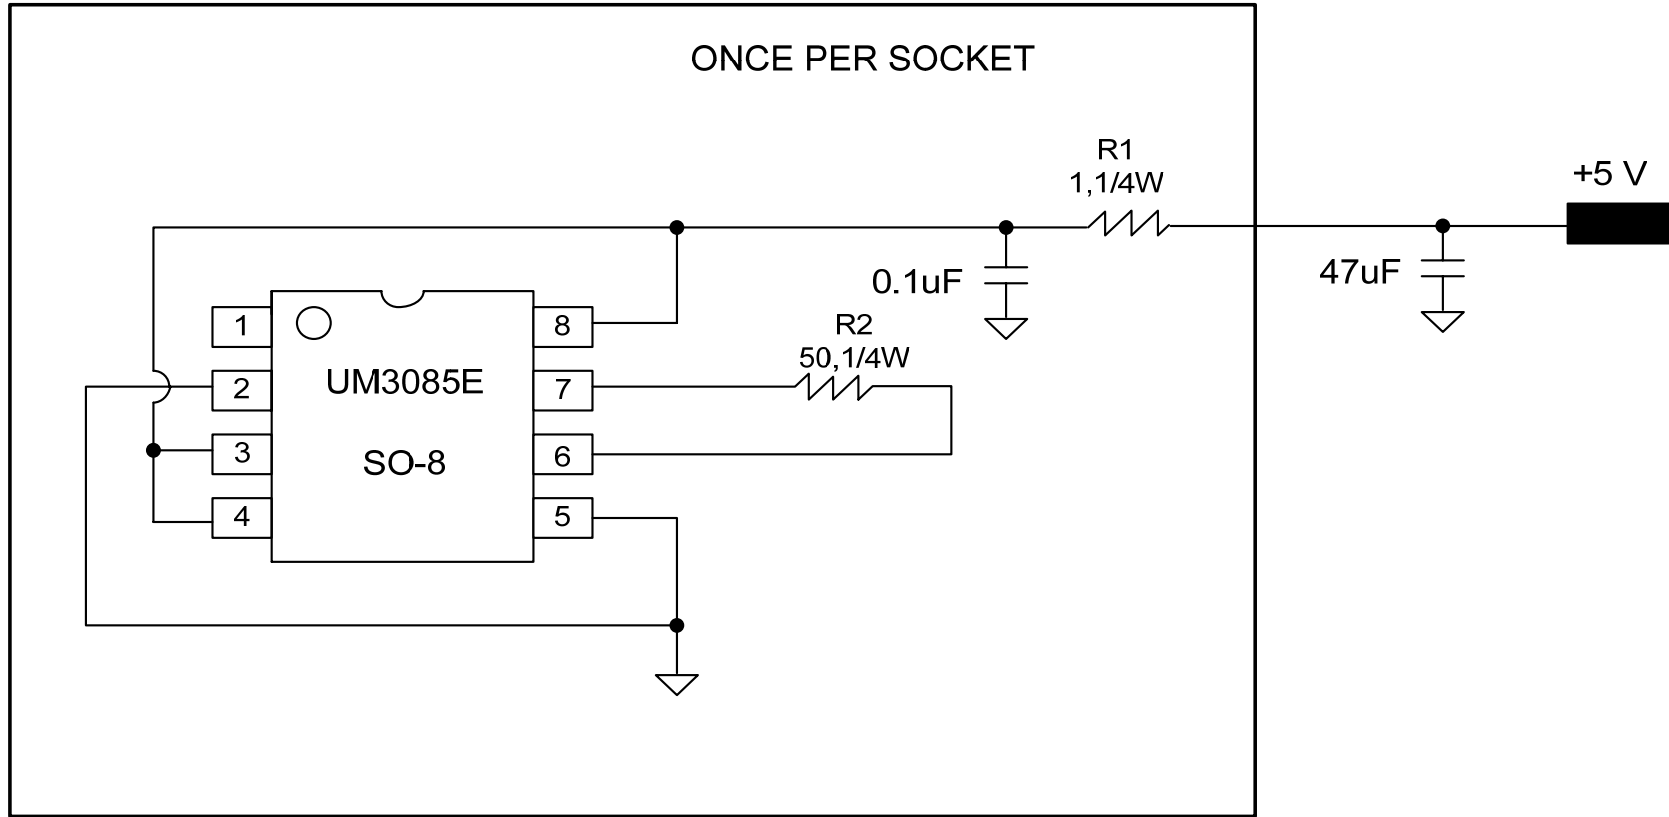 ONCE PER SOCKET
R1
1,1/4W
+5 V
0.1uF
47uF
R2
50,1/4W
1
8
UM3085E
2
7
3
6
SO-8
4
5